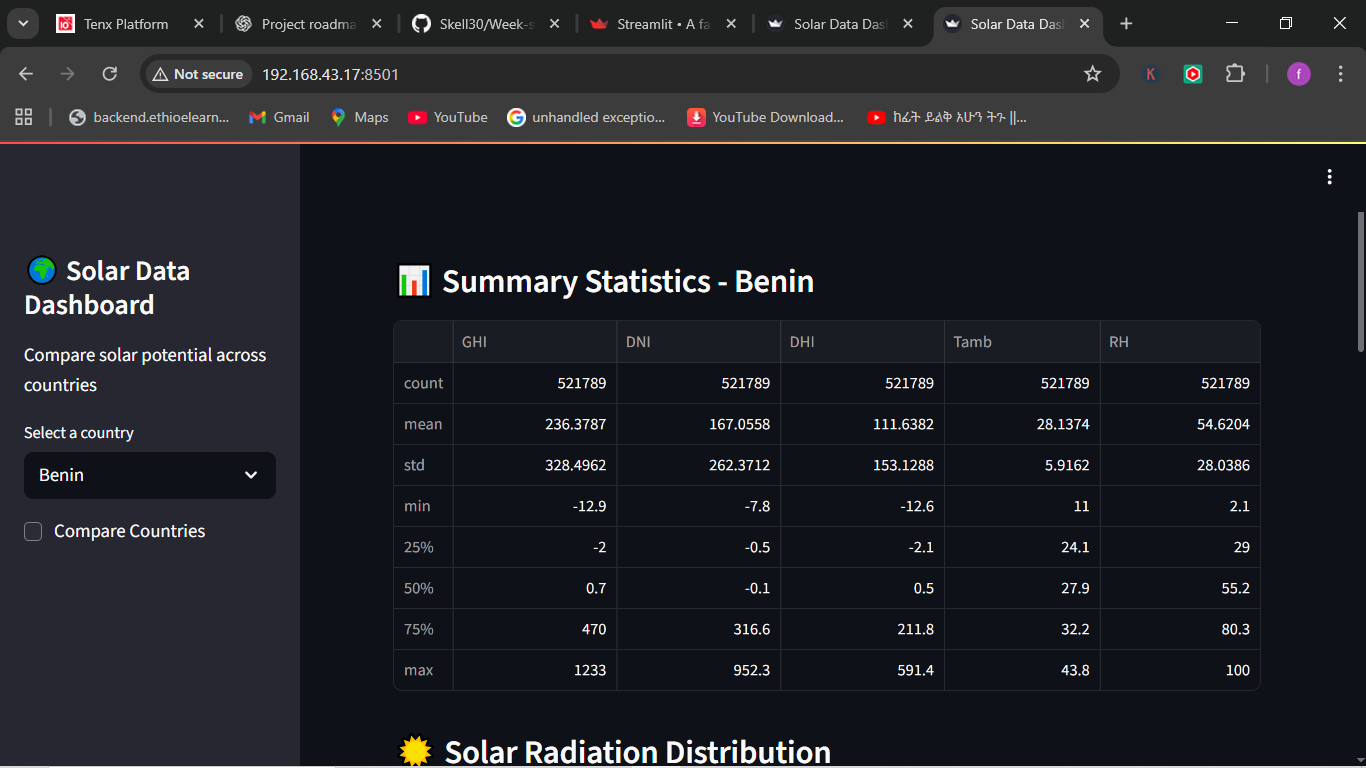 Tenx Platform
Project roadma
Skell30/Week-s
Streamlit • A fa
Solar Data Das
Solar Data Das
Not secure 192.168.43.17:8501
K
f
backend.ethioelearn...
Gmail
Maps
YouTube
unhandled exceptio...
YouTube Download...
ከፊት ይልቅ አሁን ትጉ ||...
Solar Data
Dashboard
Compare solar potential across
countries
Select a country
Benin
Compare Countries
Summary Statistics - Benin
GHI DNI DHI Tamb RH
count 521789 521789 521789 521789 521789
mean 236.3787 167.0558 111.6382 28.1374 54.6204
std 328.4962 262.3712 153.1288 5.9162 28.0386
min -12.9 -7.8 -12.6 11 2.1
25% -2 -0.5 -2.1 24.1 29
50% 0.7 -0.1 0.5 27.9 55.2
75% 470 316.6 211.8 32.2 80.3
max 1233 952.3 591.4 43.8 100
Solar Radiation Distribution